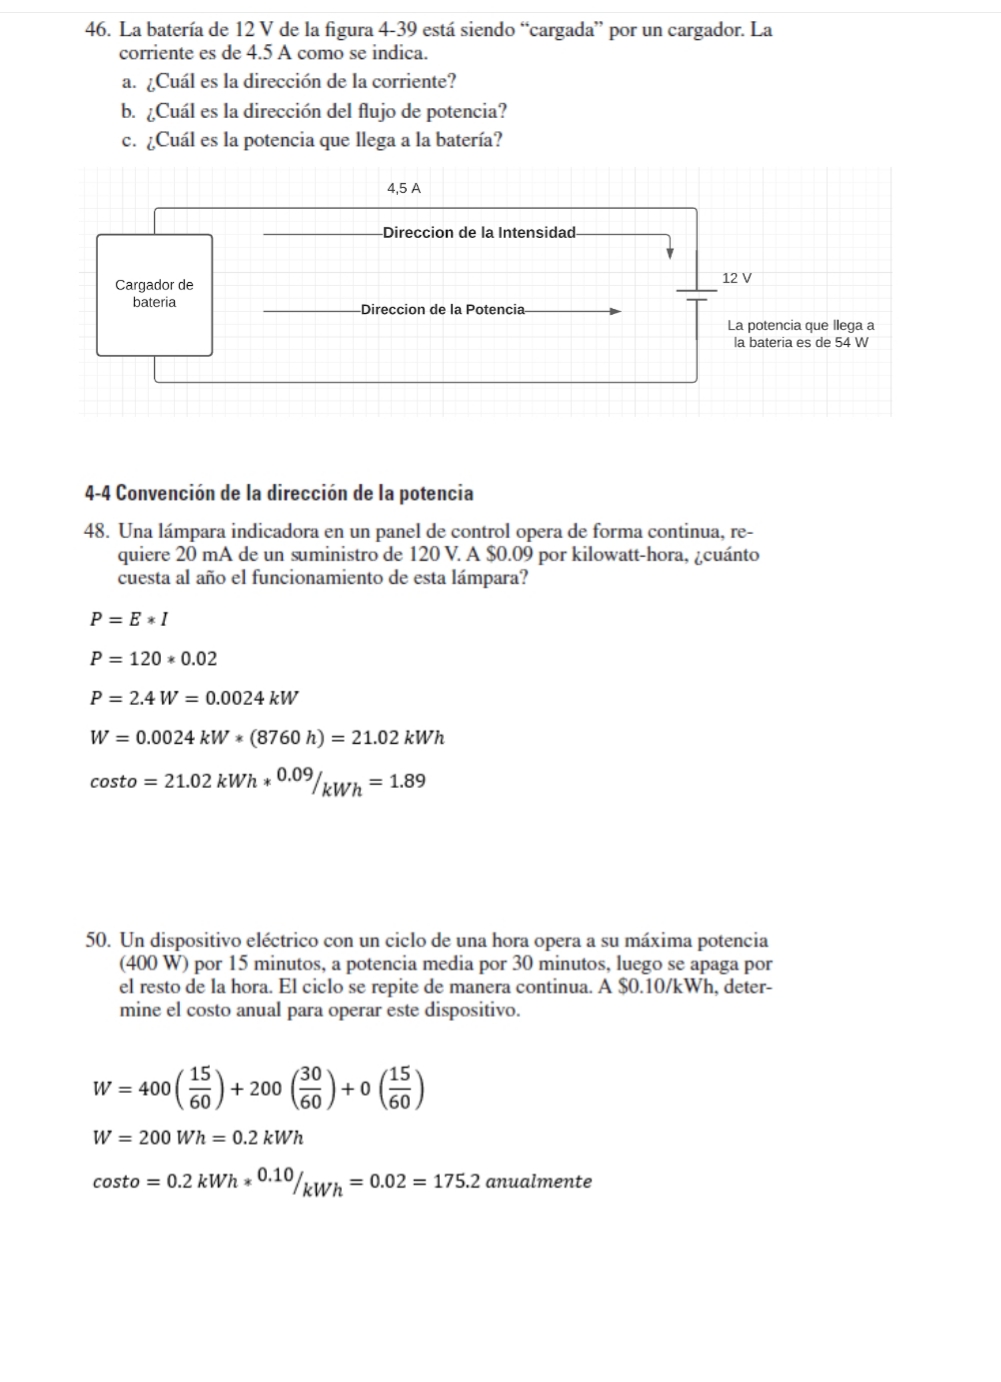 46. La batería de 12 V de la figura 4-39 está siendo “cargada” por un cargador. La
corriente es de 4.5 A como se indica.
a. ¿Cuál es la dirección de la corriente?
b. ¿Cuál es la dirección del flujo de potencia?
c. ¿Cuál es la potencia que llega a la batería?
4,5 A
Direccion de la Intensidad
Cargador de
bateria
12 V
Direccion de la Potencia
La potencia que llega a
la bateria es de 54 W
4-4 Convención de la dirección de la potencia
48. Una lámpara indicadora en un panel de control opera de forma continua, re-
quiere 20 mA de un suministro de 120 V. A $0.09 por kilowatt-hora, ¿cuánto
cuesta al año el funcionamiento de esta lámpara?
P = E * I
P = 120 * 0.02
P = 2.4 W = 0.0024 kW
W = 0.0024 kW * (8760 h) = 21.02 kWh
costo = 21.02 kWh * 0.09/kWh = 1.89
50. Un dispositivo eléctrico con un ciclo de una hora opera a su máxima potencia
(400 W) por 15 minutos, a potencia media por 30 minutos, luego se apaga por
el resto de la hora. El ciclo se repite de manera continua. A $0.10/kWh, deter-
mine el costo anual para operar este dispositivo.
W = 400 (15/60) + 200 (30/60) + 0 (15/60)
W = 200 Wh = 0.2 kWh
costo = 0.2 kWh * 0.10/kWh = 0.02 = 175.2 anualmente